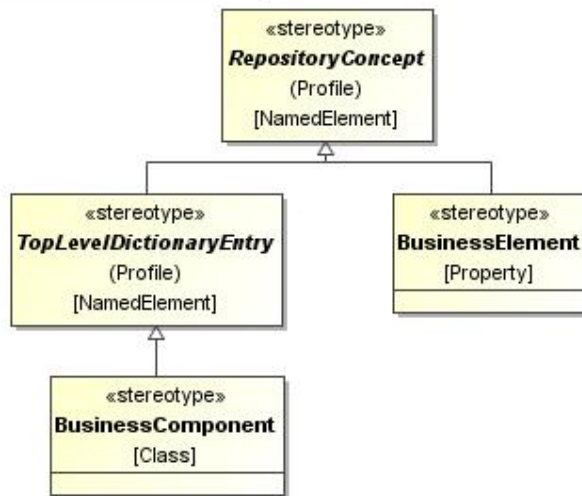 «stereotype»
RepositoryConcept
(Profile)
[NamedElement]
«stereotype»
TopLevelDictionaryEntry
(Profile)
[NamedElement]
«stereotype»
BusinessElement
[Property]
«stereotype»
BusinessComponent
[Class]